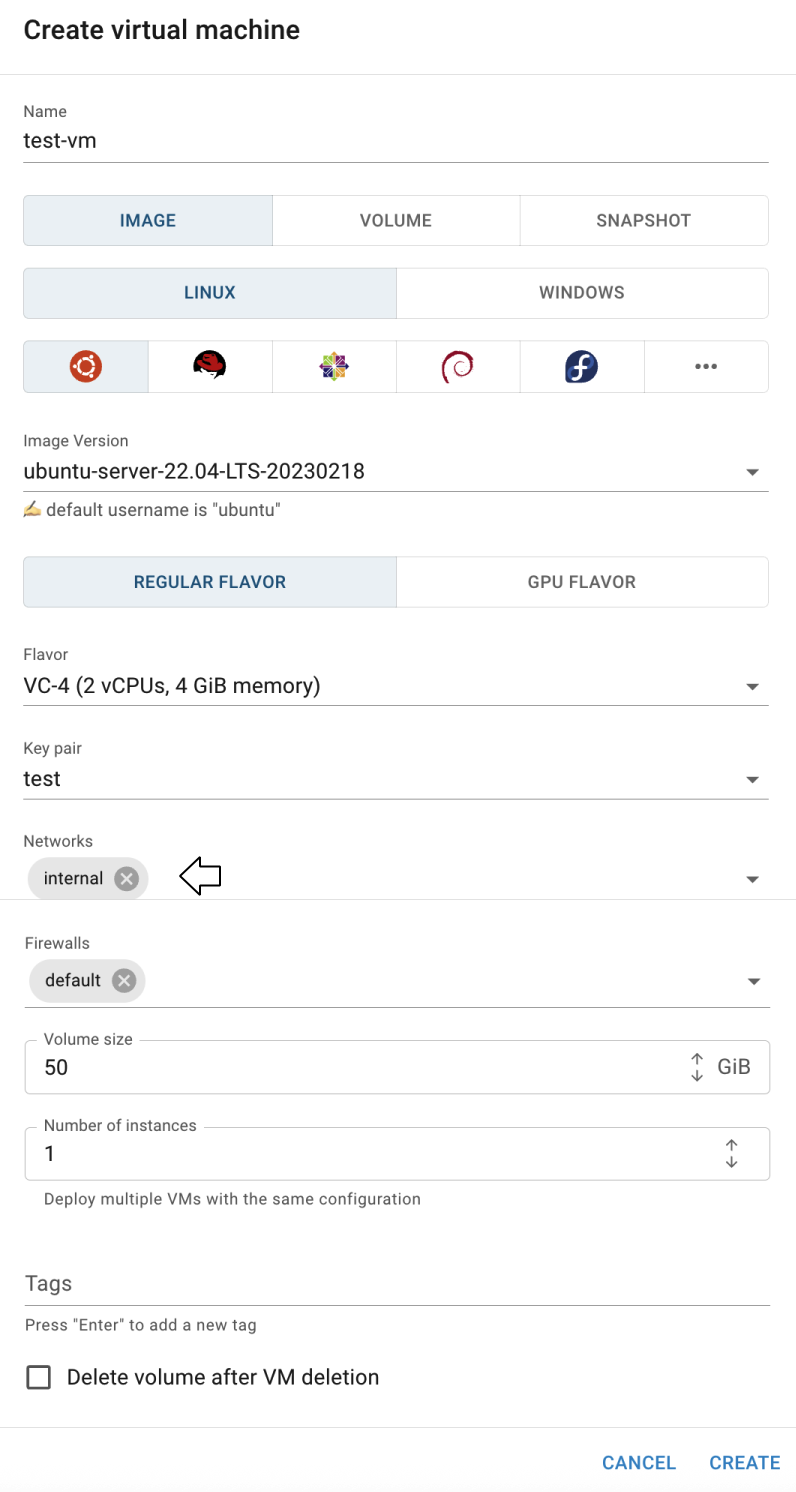 Create virtual machine
Name
test-vm
IMAGE VOLUME SNAPSHOT
LINUX WINDOWS
Image Version
ubuntu-server-22.04-LTS-20230218
✍️ default username is "ubuntu"
REGULAR FLAVOR GPU FLAVOR
Flavor
VC-4 (2 vCPUs, 4 GiB memory)
Key pair
test
Networks
internal
Firewalls
default
Volume size
50 GiB
Number of instances
1
Deploy multiple VMs with the same configuration
Tags
Press "Enter" to add a new tag
Delete volume after VM deletion
CANCEL CREATE